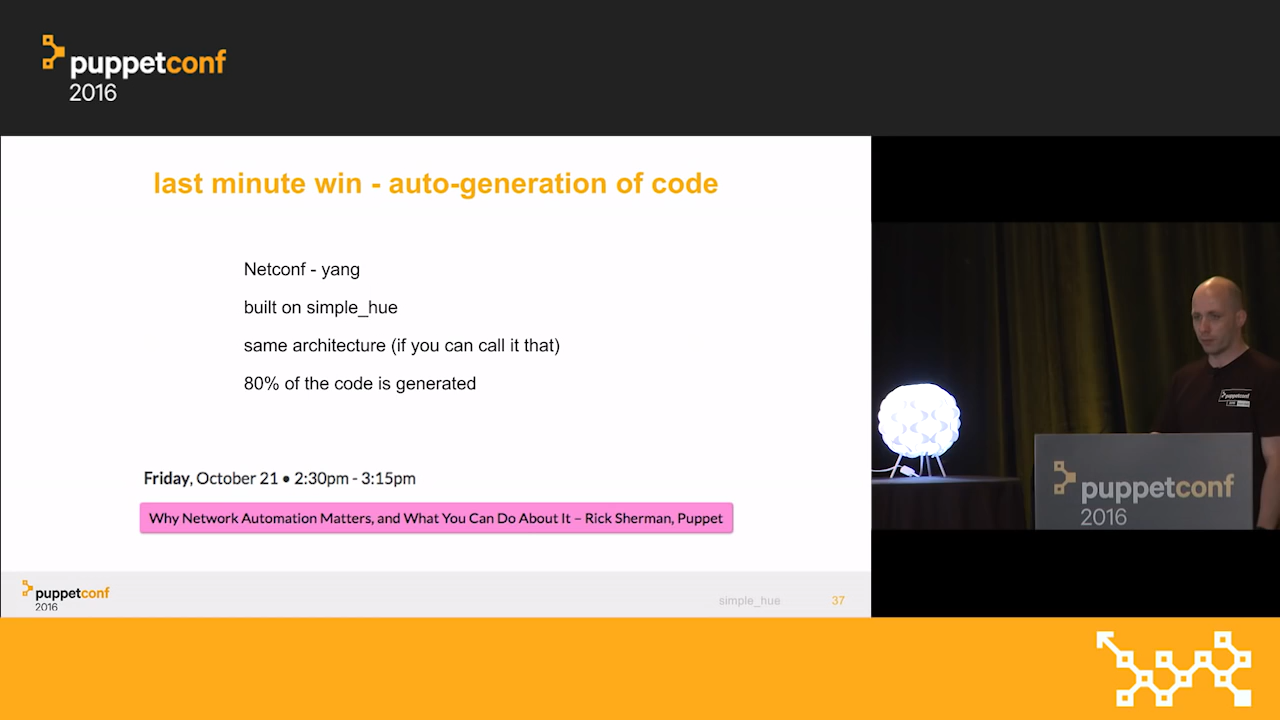 puppetconf
2016
last minute win - auto-generation of code
Netconf - yang
built on simple_hue
same architecture (if you can call it that)
80% of the code is generated
Friday, October 21 • 2:30pm - 3:15pm
Why Network Automation Matters, and What You Can Do About It – Rick Sherman, Puppet
puppetconf
2016
simple_hue
37
puppetconf
puppetconf
2016